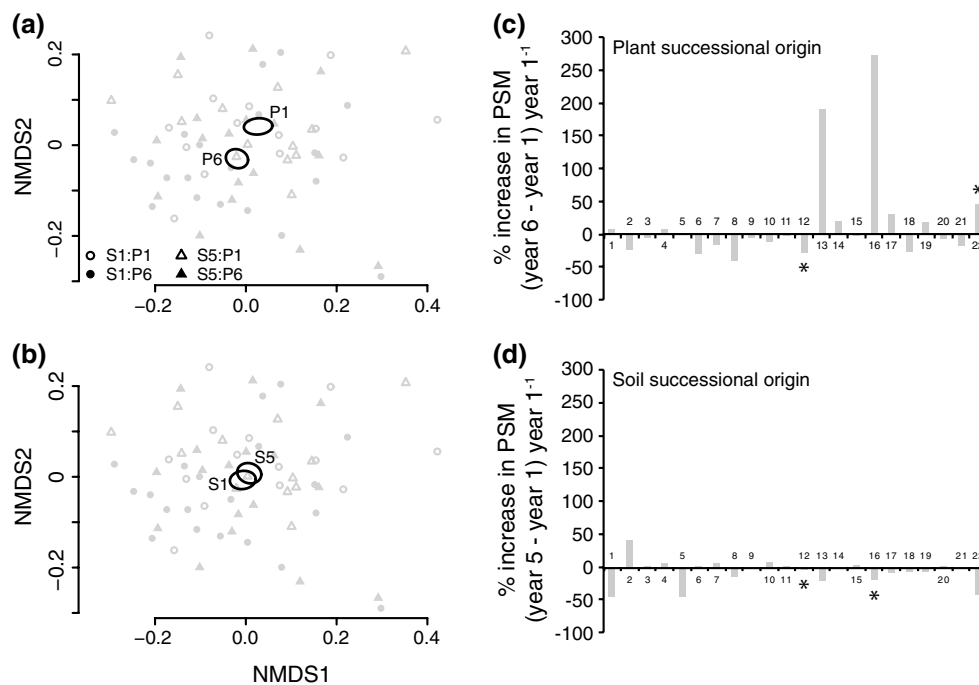 (a)
NMDS2
0.2
0
−0.2
P1
P6
S1:P1 S5:P1
S1:P6 S5:P6
−0.2 0.0 0.2 0.4
(b)
NMDS2
0.2
0
−0.2
S5
S1
−0.2 0.0 0.2 0.4
NMDS1
(c)
% increase in PSM
(year 6 - year 1) year 1-1
Plant successional origin
300
250
200
150
100
50
0
-50
-100
2 3 5 6 7 8 9 10 11 12 15 18 20 21
1 4 13 14 16 17 19 22
* *
(d)
% increase in PSM
(year 5 - year 1) year 1-1
Soil successional origin
300
250
200
150
100
50
0
-50
-100
1 5 8 9 12 13 14 16 17 18 19 21 22
2 3 4 6 7 10 11 15 20
* *